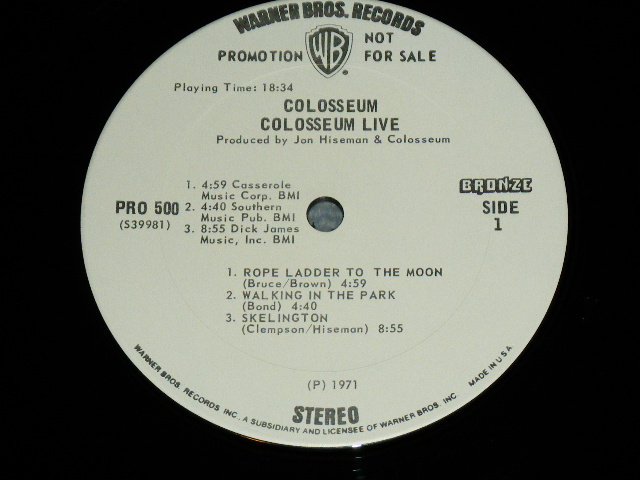 WARNER BROS. RECORDS
PROMOTION WB NOT FOR SALE
Playing Time: 18:34
COLOSSEUM
COLOSSEUM LIVE
Produced by Jon Hiseman & Colosseum
1. 4:59 Casserole
Music Corp. BMI
2. 4:40 Southern
Music Pub. BMI
3. 8:55 Dick James
Music, Inc. BMI
PRO 500
(S39981)
BRONZE
SIDE
1
1. ROPE LADDER TO THE MOON
(Bruce/Brown) 4:59
2. WALKING IN THE PARK
(Bond) 4:40
3. SKELINGTON
(Clempson/Hiseman) 8:55
(P) 1971
STEREO
WARNER BROS. RECORDS INC. A SUBSIDIARY AND LICENSEE OF WARNER BROS. INC. MADE IN U.S.A.